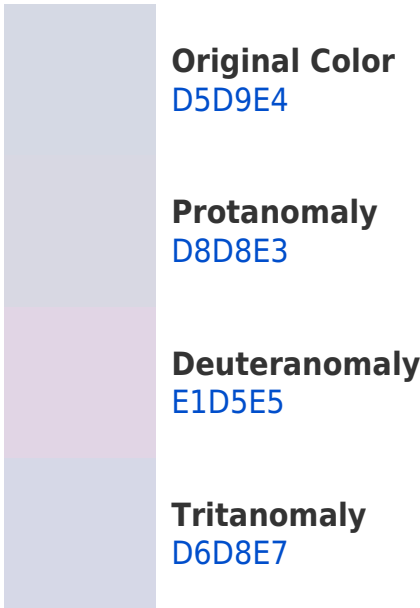 Original Color
D5D9E4
Protanomaly
D8D8E3
Deuteranomaly
E1D5E5
Tritanomaly
D6D8E7